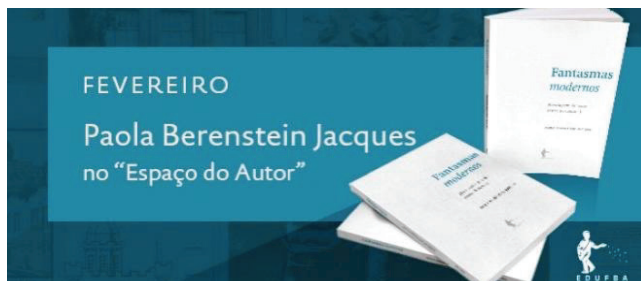 FEVEREIRO
Paola Berenstein Jacques
no “Espaço do Autor”
Fantasmas
modernos
Fantasmas
modernos
EDUFBA